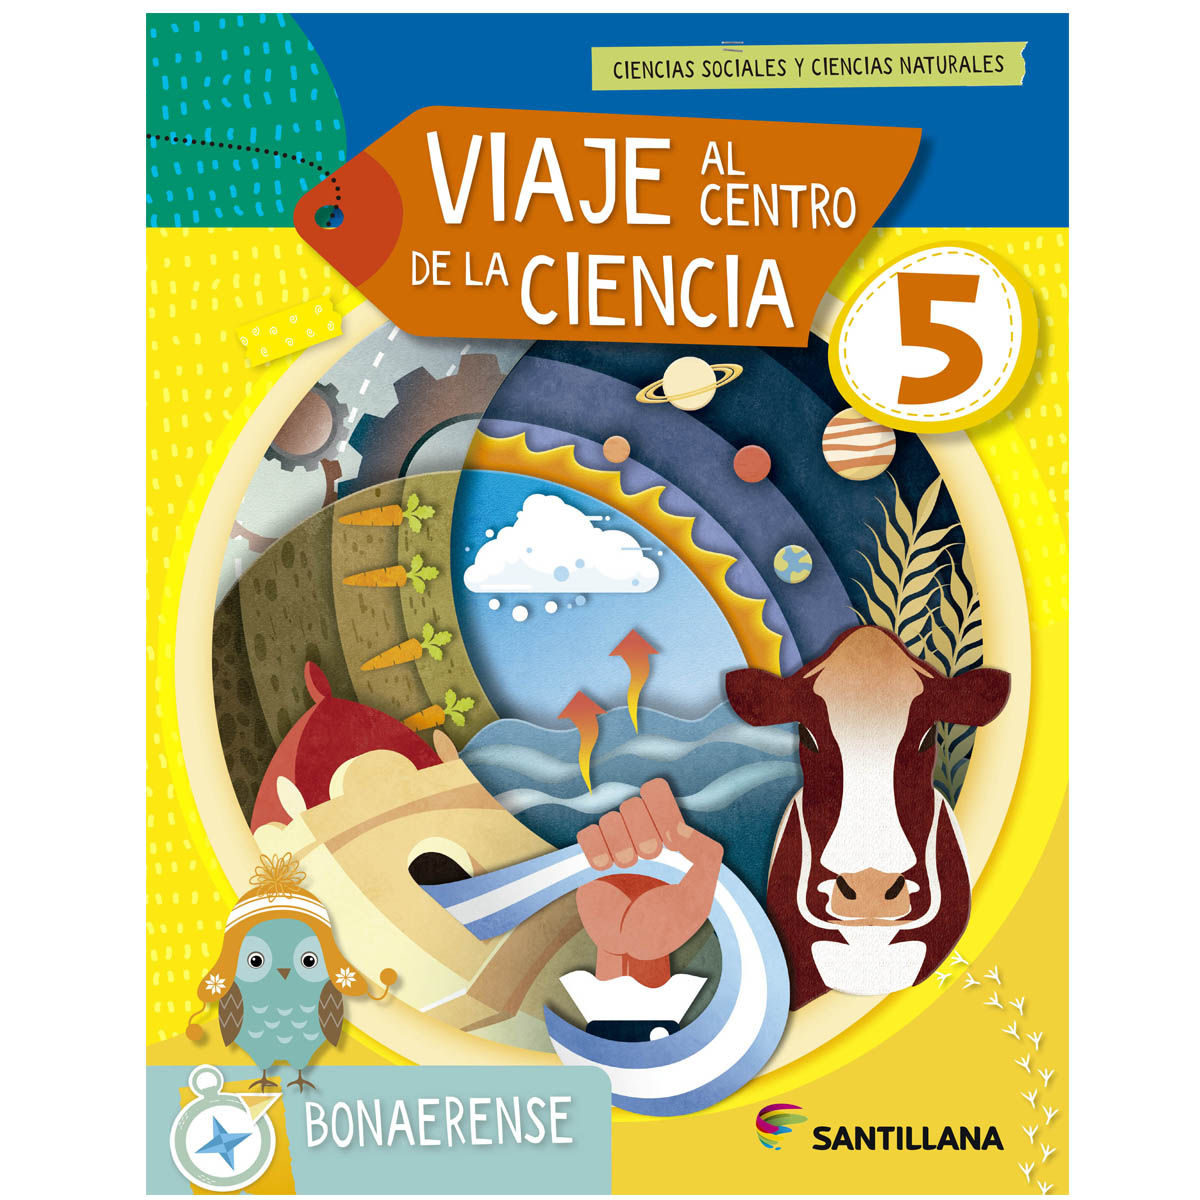 CIENCIAS SOCIALES Y CIENCIAS NATURALES
VIAJE AL CENTRO
DE LA CIENCIA
5
BONAERENSE
SANTILLANA